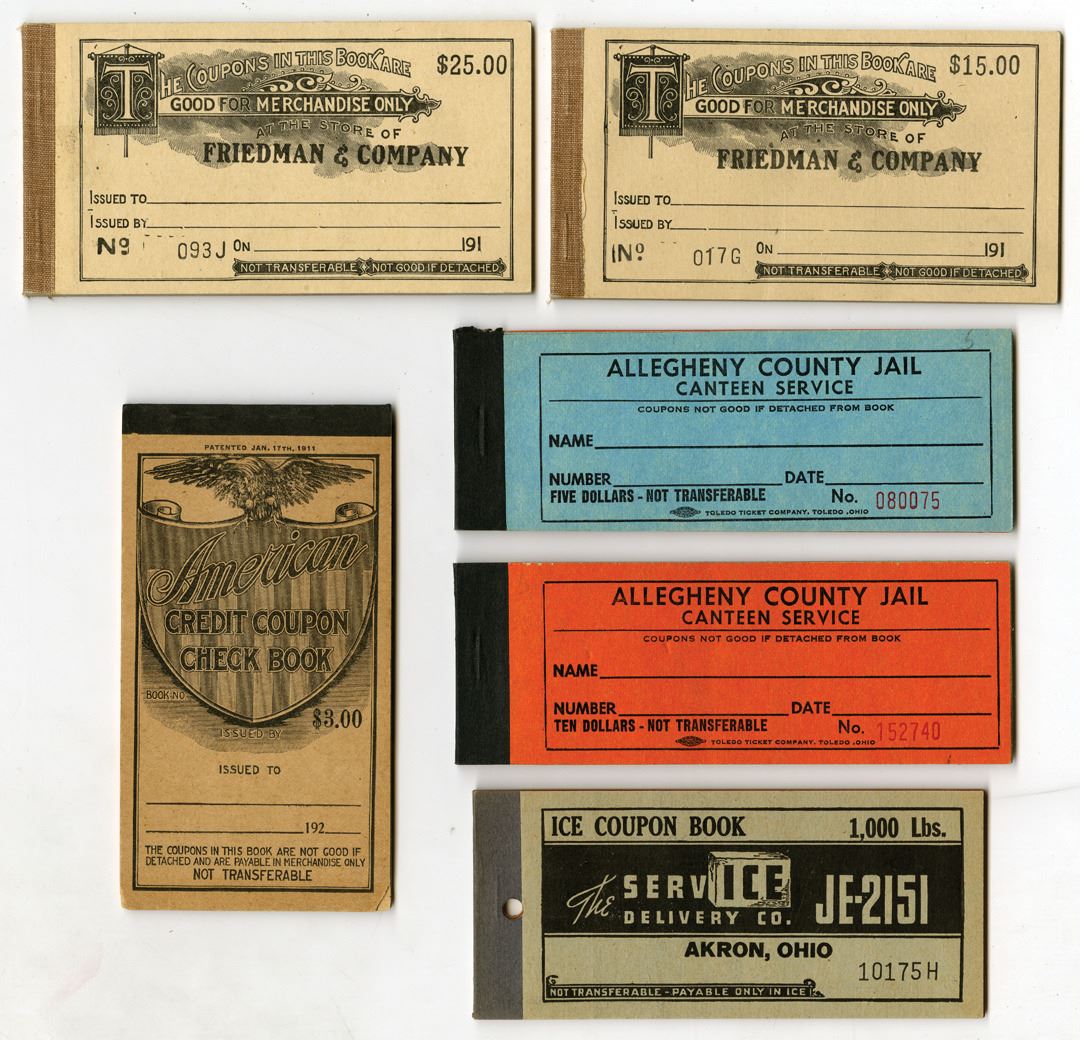 THE COUPONS IN THIS BOOK ARE $25.00
GOOD FOR MERCHANDISE ONLY
AT THE STORE OF
FRIEDMAN & COMPANY
ISSUED TO
ISSUED BY
Nº 093J ON 191
NOT TRANSFERABLE NOT GOOD IF DETACHED
THE COUPONS IN THIS BOOK ARE $15.00
GOOD FOR MERCHANDISE ONLY
AT THE STORE OF
FRIEDMAN & COMPANY
ISSUED TO
ISSUED BY
Nº 017G ON 191
NOT TRANSFERABLE NOT GOOD IF DETACHED
5
ALLEGHENY COUNTY JAIL
CANTEEN SERVICE
COUPONS NOT GOOD IF DETACHED FROM BOOK
NAME
NUMBER DATE
FIVE DOLLARS - NOT TRANSFERABLE No. 080075
TOLEDO TICKET COMPANY, TOLEDO, OHIO
PATENTED JAN. 17TH, 1911
American
CREDIT COUPON
CHECK BOOK
BOOK NO.
$3.00
ISSUED BY
ISSUED TO
192
THE COUPONS IN THIS BOOK ARE NOT GOOD IF
DETACHED AND ARE PAYABLE IN MERCHANDISE ONLY
NOT TRANSFERABLE
ALLEGHENY COUNTY JAIL
CANTEEN SERVICE
COUPONS NOT GOOD IF DETACHED FROM BOOK
NAME
NUMBER DATE
TEN DOLLARS - NOT TRANSFERABLE No. 152740
TOLEDO TICKET COMPANY, TOLEDO, OHIO
ICE COUPON BOOK 1,000 Lbs.
The SERVICE JE-2151
DELIVERY CO.
AKRON, OHIO
10175H
NOT TRANSFERABLE - PAYABLE ONLY IN ICE